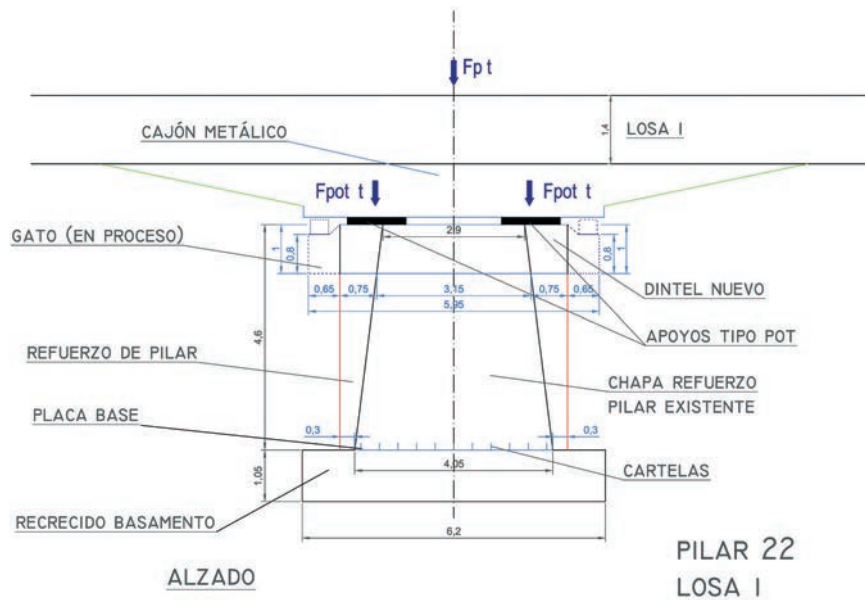 Fp t
CAJÓN METÁLICO
LOSA I
1,4
Fpot t
Fpot t
GATO (EN PROCESO)
2,9
1
0,8
0,8
1
DINTEL NUEVO
0,65
0,75
3,15
0,75
0,65
5,95
APOYOS TIPO POT
4,6
REFUERZO DE PILAR
CHAPA REFUERZO
PILAR EXISTENTE
PLACA BASE
0,3
0,3
CARTELAS
4,05
1,05
RECRECIDO BASAMENTO
6,2
ALZADO
PILAR 22
LOSA I